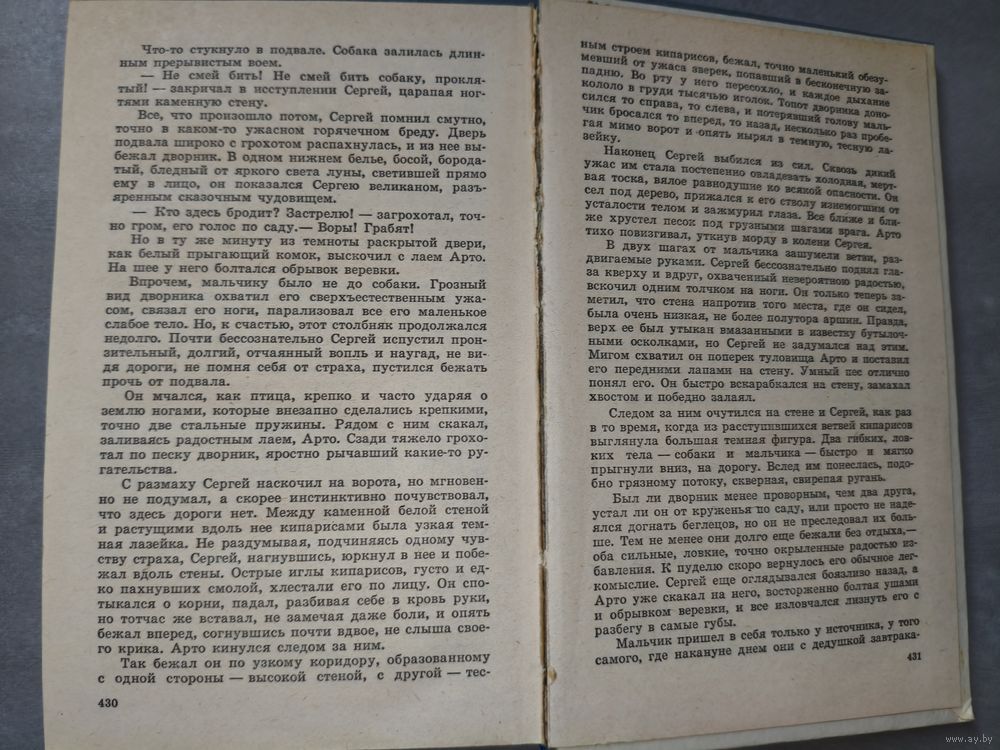 Что-то стукнуло в подвале. Собака залилась длин-
ным прерывистым воем.
— Не смей бить! Не смей бить собаку, прокля-
тый! — закричал в исступлении Сергей, царапая ног-
тями каменную стену.
Все, что произошло потом, Сергей помнил смутно,
точно в каком-то ужасном горячечном бреду. Дверь
подвала широко с грохотом распахнулась, и из нее вы-
бежал дворник. В одном нижнем белье, босой, борода-
тый, бледный от яркого света луны, светившей прямо
ему в лицо, он показался Сергею великаном, разъ-
яренным сказочным чудовищем.
— Кто здесь бродит? Застрелю! — загрохотал, точ-
но гром, его голос по саду.— Воры! Грабят!
Но в ту же минуту из темноты раскрытой двери,
как белый прыгающий комок, выскочил с лаем Арто.
На шее у него болтался обрывок веревки.
Впрочем, мальчику было не до собаки. Грозный
вид дворника охватил его сверхъестественным ужа-
сом, связал его ноги, парализовал все его маленькое
слабое тело. Но, к счастью, этот столбняк продолжался
недолго. Почти бессознательно Сергей испустил прон-
зительный, долгий, отчаянный вопль и наугад, не ви-
дя дороги, не помня себя от страха, пустился бежать
прочь от подвала.
Он мчался, как птица, крепко и часто ударяя о
землю ногами, которые внезапно сделались крепкими,
точно две стальные пружины. Рядом с ним скакал,
заливаясь радостным лаем, Арто. Сзади тяжело грохо-
тал по песку дворник, яростно рычавший какие-то ру-
гательства.
С размаху Сергей наскочил на ворота, но мгновен-
но не подумал, а скорее инстинктивно почувствовал,
что здесь дороги нет. Между каменной белой стеной
и растущими вдоль нее кипарисами была узкая тем-
ная лазейка. Не раздумывая, подчиняясь одному чув-
ству страха, Сергей, нагнувшись, юркнул в нее и побе-
жал вдоль стены. Острые иглы кипарисов, густо и ед-
ко пахнувших смолой, хлестали его по лицу. Он спо-
тыкался о корни, падал, разбивая себе в кровь руки,
но тотчас же вставал, не замечая даже боли, и опять
бежал вперед, согнувшись почти вдвое, не слыша свое-
го крика. Арто кинулся следом за ним.
Так бежал он по узкому коридору, образованному
с одной стороны — высокой стеной, с другой — тес-
430
ным строем кипарисов, бежал, точно маленький обезу-
мевший от ужаса зверек, попавший в бесконечную за-
падню. Во рту у него пересохло, и каждое дыхание
кололо в груди тысячью иголок. Топот дворника доно-
сился то справа, то слева, и потерявший голову маль-
чик бросался то вперед, то назад, несколько раз пробе-
гая мимо ворот и опять нырял в темную, тесную ла-
зейку.
Наконец Сергей выбился из сил. Сквозь дикий
ужас им стала постепенно овладевать холодная, мерт-
вая тоска, вялое равнодушие ко всякой опасности. Он
сел под дерево, прижался к его стволу изнемогшим от
усталости телом и зажмурил глаза. Все ближе и бли-
же хрустел песок под грузными шагами врага. Арто
тихо повизгивал, уткнув морду в колени Сергея.
В двух шагах от мальчика зашумели ветви, раз-
двигаемые руками. Сергей бессознательно поднял гла-
за кверху и вдруг, охваченный невероятною радостью,
вскочил одним толчком на ноги. Он только теперь за-
метил, что стена напротив того места, где он сидел,
была очень низкая, не более полутора аршин. Правда,
верх ее был утыкан вмазанными в известку бутылоч-
ными осколками, но Сергей не задумался над этим.
Мигом схватил он поперек туловища Арто и поставил
его передними лапами на стену. Умный пес отлично
понял его. Он быстро вскарабкался на стену, замахал
хвостом и победно залаял.
Следом за ним очутился на стене и Сергей, как раз
в то время, когда из расступившихся ветвей кипарисов
выглянула большая темная фигура. Два гибких, лов-
ких тела — собаки и мальчика — быстро и мягко
прыгнули вниз, на дорогу. Вслед им понеслась, подоб-
но грязному потоку, скверная, свирепая ругань.
Был ли дворник менее проворным, чем два друга,
устал ли он от круженья по саду, или просто не наде-
ялся догнать беглецов, но он не преследовал их боль-
ше. Тем не менее они долго еще бежали без отдыха,—
оба сильные, ловкие, точно окрыленные радостью из-
бавления. К пуделю скоро вернулось его обычное лег-
комыслие. Сергей еще оглядывался боязливо назад, а
Арто уже скакал на него, восторженно болтая ушами
и обрывком веревки, и все изловчался лизнуть его с
разбегу в самые губы.
Мальчик пришел в себя только у источника, у того
самого, где накануне днем они с дедушкой завтрака-
431
www.ay.by